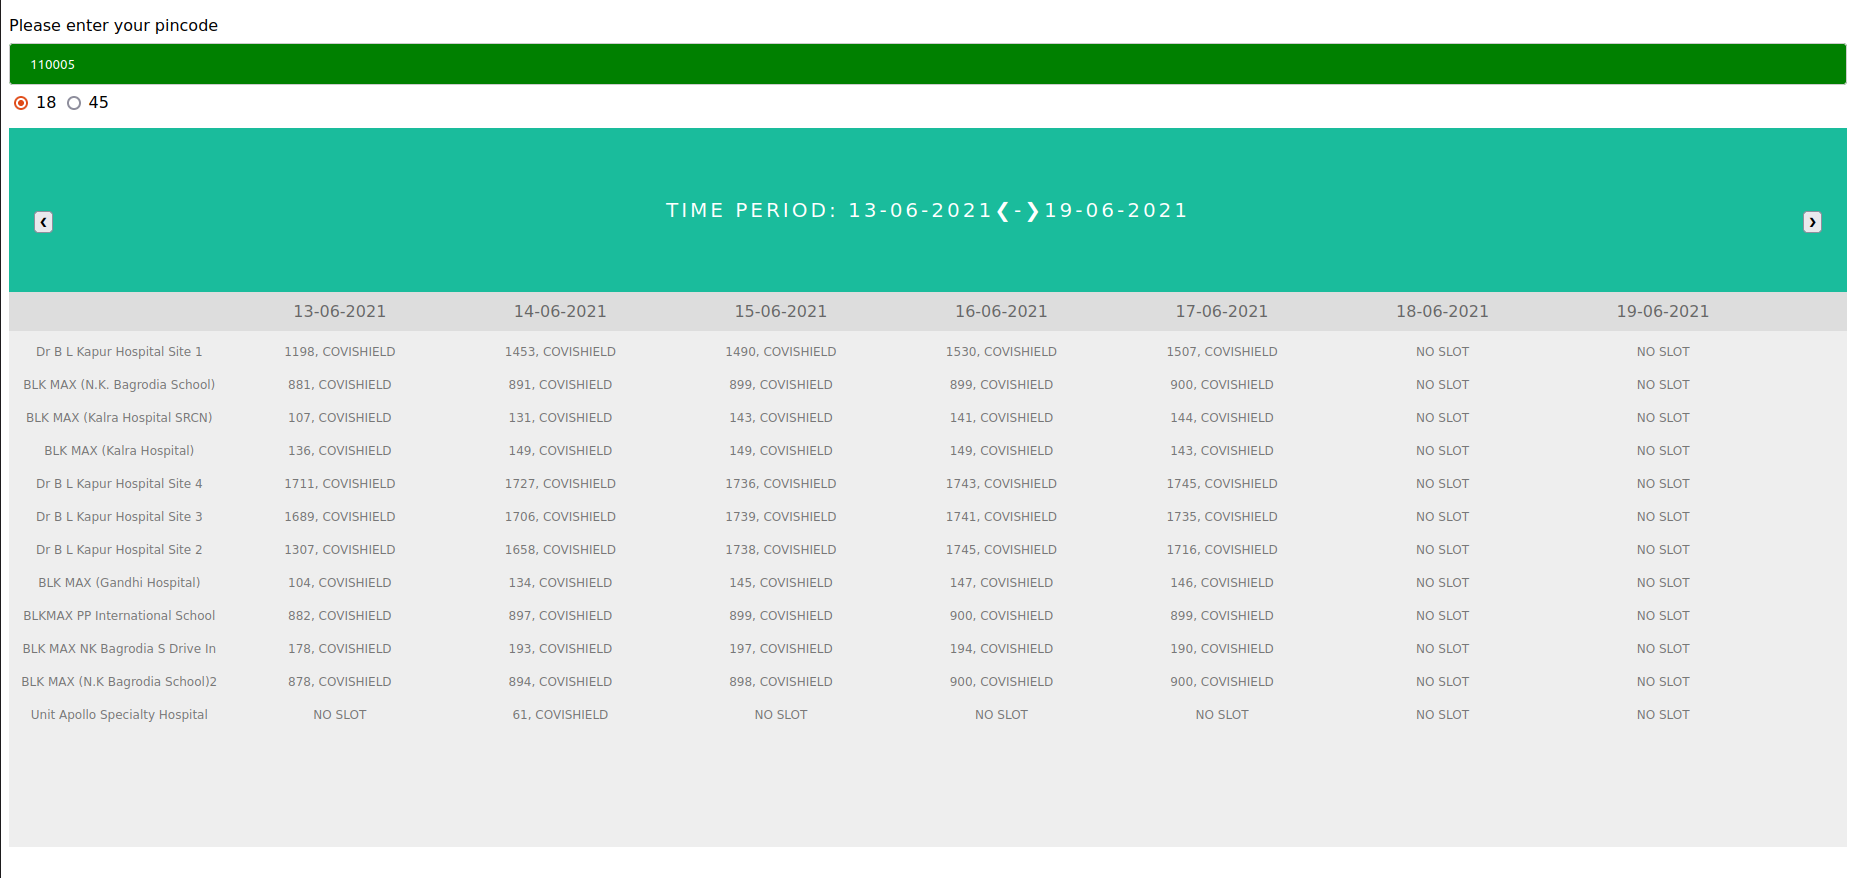 Please enter your pincode
110005
18 45
❮ TIME PERIOD: 13-06-2021❮-❯19-06-2021 ❯
13-06-2021 14-06-2021 15-06-2021 16-06-2021 17-06-2021 18-06-2021 19-06-2021
Dr B L Kapur Hospital Site 1 1198, COVISHIELD 1453, COVISHIELD 1490, COVISHIELD 1530, COVISHIELD 1507, COVISHIELD NO SLOT NO SLOT
BLK MAX (N.K. Bagrodia School) 881, COVISHIELD 891, COVISHIELD 899, COVISHIELD 899, COVISHIELD 900, COVISHIELD NO SLOT NO SLOT
BLK MAX (Kalra Hospital SRCN) 107, COVISHIELD 131, COVISHIELD 143, COVISHIELD 141, COVISHIELD 144, COVISHIELD NO SLOT NO SLOT
BLK MAX (Kalra Hospital) 136, COVISHIELD 149, COVISHIELD 149, COVISHIELD 149, COVISHIELD 143, COVISHIELD NO SLOT NO SLOT
Dr B L Kapur Hospital Site 4 1711, COVISHIELD 1727, COVISHIELD 1736, COVISHIELD 1743, COVISHIELD 1745, COVISHIELD NO SLOT NO SLOT
Dr B L Kapur Hospital Site 3 1689, COVISHIELD 1706, COVISHIELD 1739, COVISHIELD 1741, COVISHIELD 1735, COVISHIELD NO SLOT NO SLOT
Dr B L Kapur Hospital Site 2 1307, COVISHIELD 1658, COVISHIELD 1738, COVISHIELD 1745, COVISHIELD 1716, COVISHIELD NO SLOT NO SLOT
BLK MAX (Gandhi Hospital) 104, COVISHIELD 134, COVISHIELD 145, COVISHIELD 147, COVISHIELD 146, COVISHIELD NO SLOT NO SLOT
BLKMAX PP International School 882, COVISHIELD 897, COVISHIELD 899, COVISHIELD 900, COVISHIELD 899, COVISHIELD NO SLOT NO SLOT
BLK MAX NK Bagrodia S Drive In 178, COVISHIELD 193, COVISHIELD 197, COVISHIELD 194, COVISHIELD 190, COVISHIELD NO SLOT NO SLOT
BLK MAX (N.K Bagrodia School)2 878, COVISHIELD 894, COVISHIELD 898, COVISHIELD 900, COVISHIELD 900, COVISHIELD NO SLOT NO SLOT
Unit Apollo Specialty Hospital NO SLOT 61, COVISHIELD NO SLOT NO SLOT NO SLOT NO SLOT NO SLOT